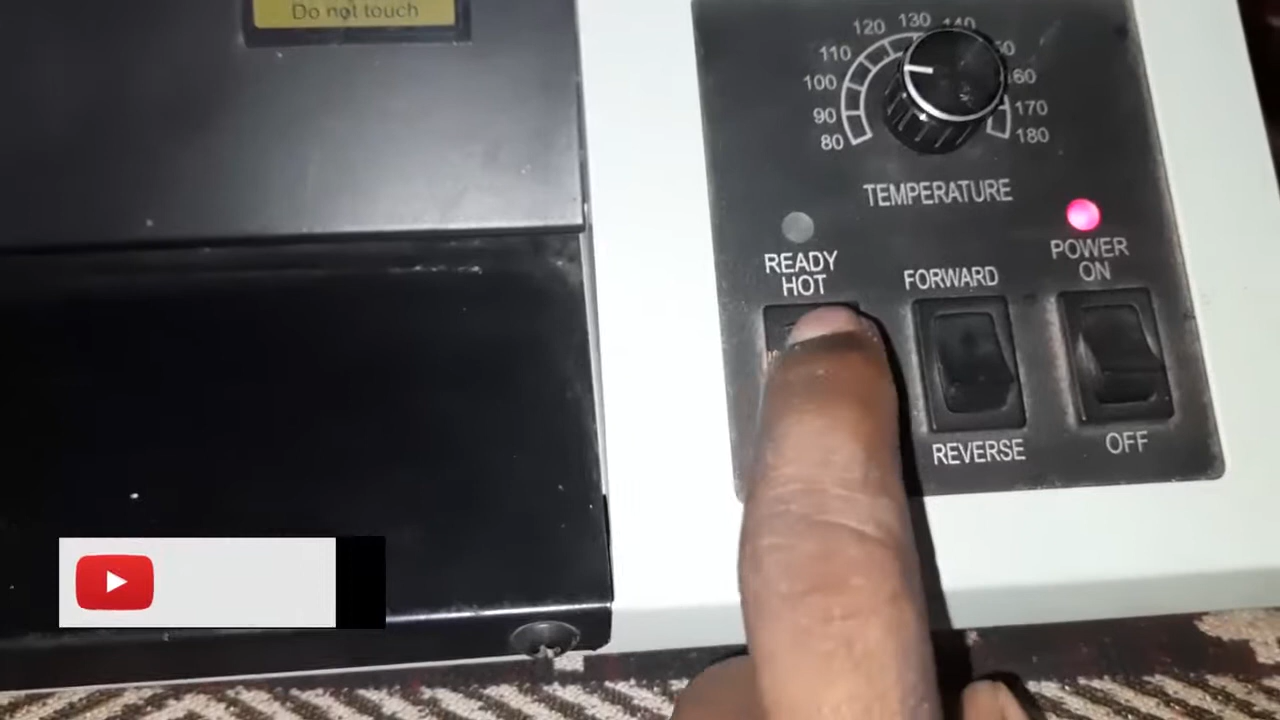 Do not touch
80
90
100
110
120
130
140
160
170
180
TEMPERATURE
READY
HOT
FORWARD
POWER
ON
REVERSE
OFF